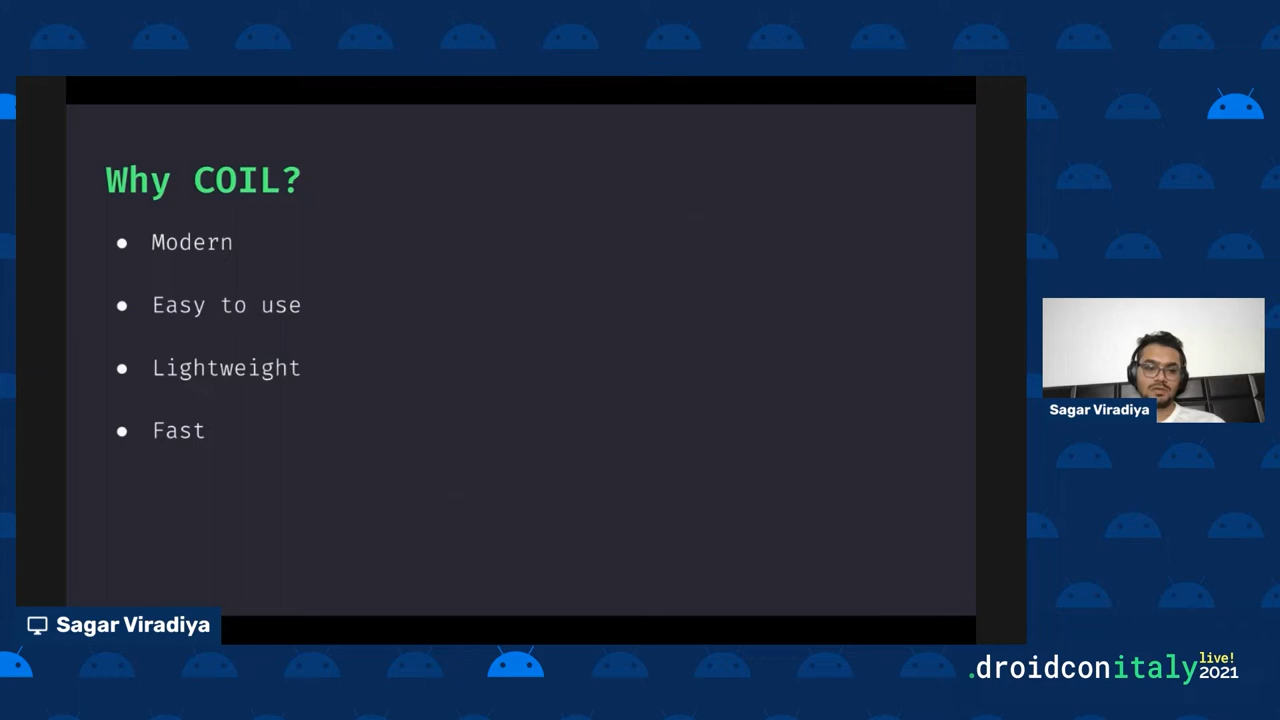 Why COIL?
● Modern
● Easy to use
● Lightweight
● Fast
Sagar Viradiya
Sagar Viradiya
.droidconitaly live! 2021